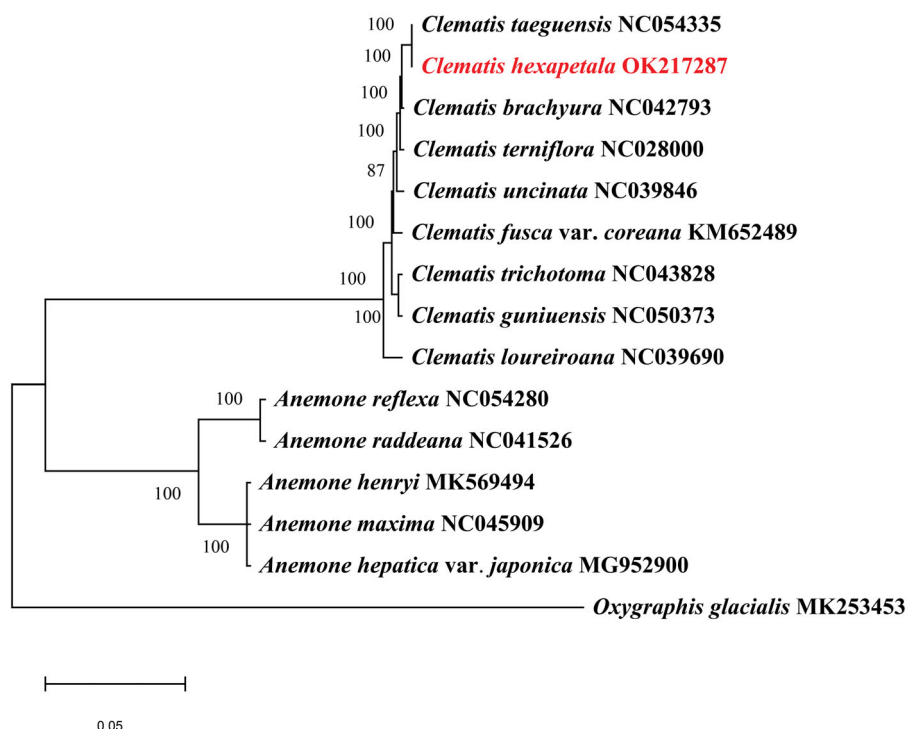 100
Clematis taeguensis NC054335
100
Clematis hexapetala OK217287
100
Clematis brachyura NC042793
100
Clematis terniflora NC028000
87
Clematis uncinata NC039846
100
Clematis fusca var. coreana KM652489
100
Clematis trichotoma NC043828
100
Clematis guniuensis NC050373
Clematis loureiroana NC039690
100
Anemone reflexa NC054280
Anemone raddeana NC041526
100
Anemone henryi MK569494
Anemone maxima NC045909
100
Anemone hepatica var. japonica MG952900
Oxygraphis glacialis MK253453
0.05